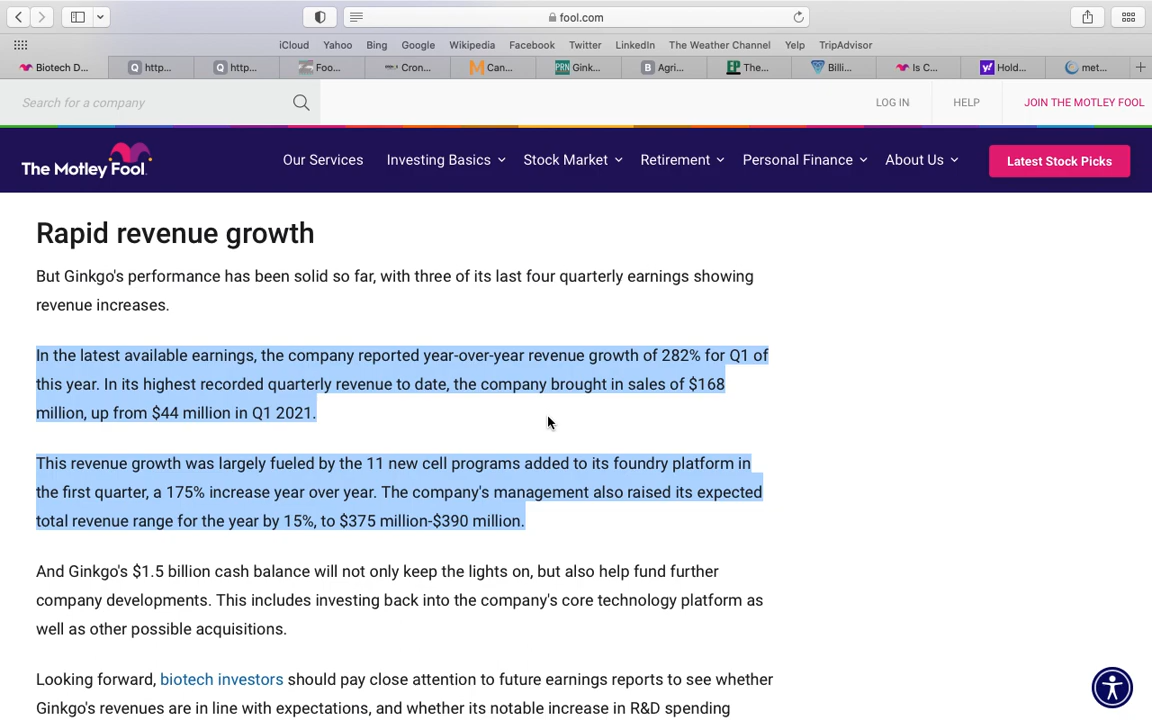 fool.com
iCloud Yahoo Bing Google Wikipedia Facebook Twitter LinkedIn The Weather Channel Yelp TripAdvisor
Biotech D... http... http... Foo... Cron... Can... Gink... Agri... The... Billi... Is C... Hold... met...
Search for a company LOG IN HELP JOIN THE MOTLEY FOOL
The Motley Fool. Our Services Investing Basics Stock Market Retirement Personal Finance About Us Latest Stock Picks
Rapid revenue growth
But Ginkgo's performance has been solid so far, with three of its last four quarterly earnings showing
revenue increases.
In the latest available earnings, the company reported year-over-year revenue growth of 282% for Q1 of
this year. In its highest recorded quarterly revenue to date, the company brought in sales of $168
million, up from $44 million in Q1 2021.
This revenue growth was largely fueled by the 11 new cell programs added to its foundry platform in
the first quarter, a 175% increase year over year. The company's management also raised its expected
total revenue range for the year by 15%, to $375 million-$390 million.
And Ginkgo's $1.5 billion cash balance will not only keep the lights on, but also help fund further
company developments. This includes investing back into the company's core technology platform as
well as other possible acquisitions.
Looking forward, biotech investors should pay close attention to future earnings reports to see whether
Ginkgo's revenues are in line with expectations, and whether its notable increase in R&D spending